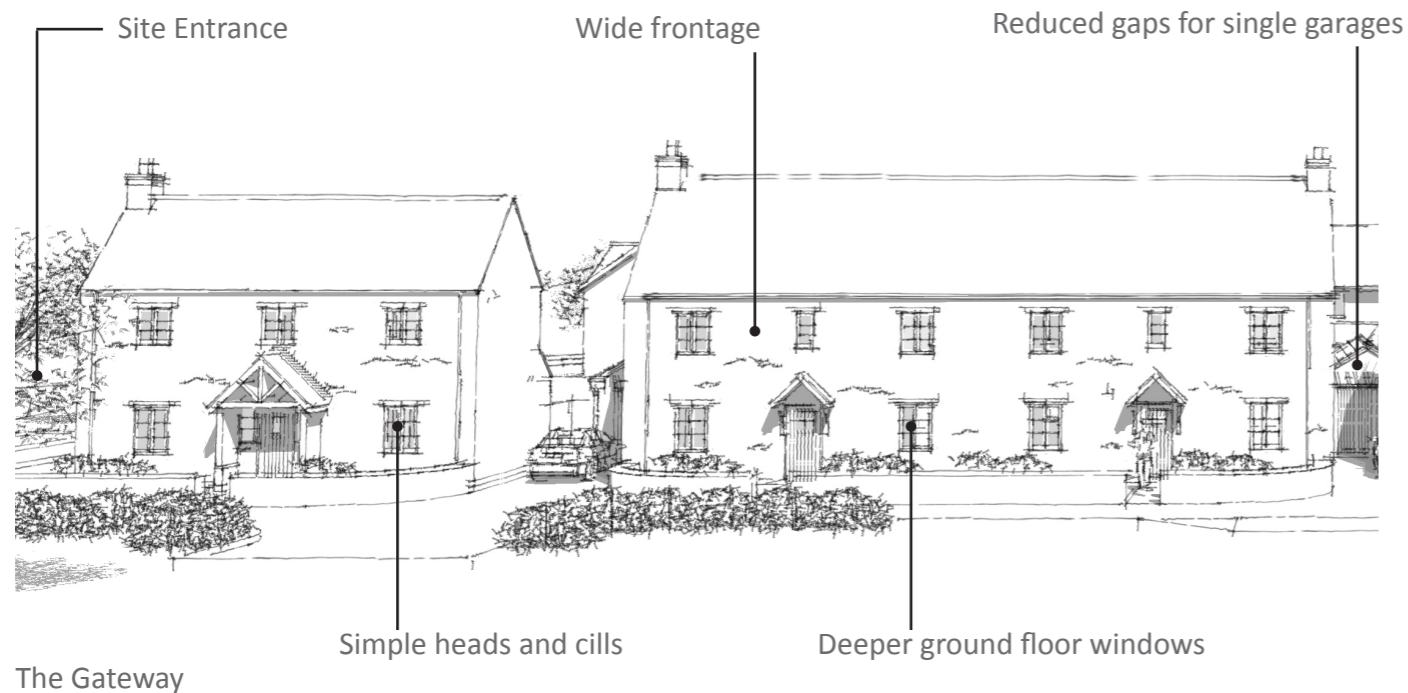 Site Entrance
Wide frontage
Reduced gaps for single garages
Simple heads and cills
Deeper ground floor windows
The Gateway